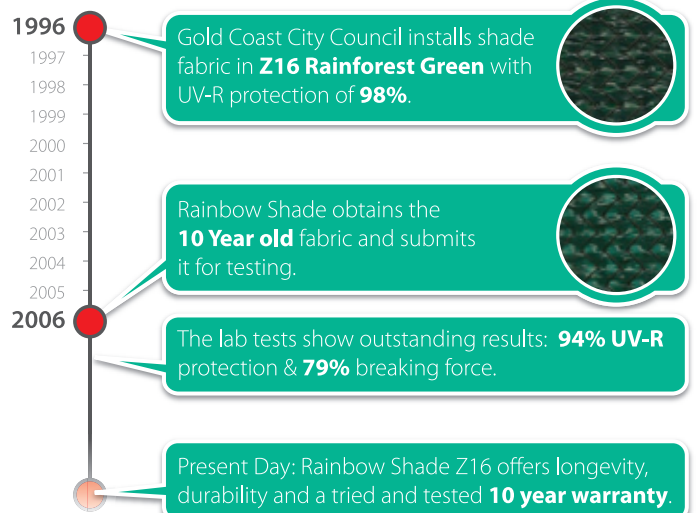 1996
Gold Coast City Council installs shade
fabric in Z16 Rainforest Green with
UV-R protection of 98%.
1997
1998
1999
2000
2001
2002
2003
2004
2005
Rainbow Shade obtains the
10 Year old fabric and submits
it for testing.
2006
The lab tests show outstanding results: 94% UV-R
protection & 79% breaking force.
Present Day: Rainbow Shade Z16 offers longevity,
durability and a tried and tested 10 year warranty.